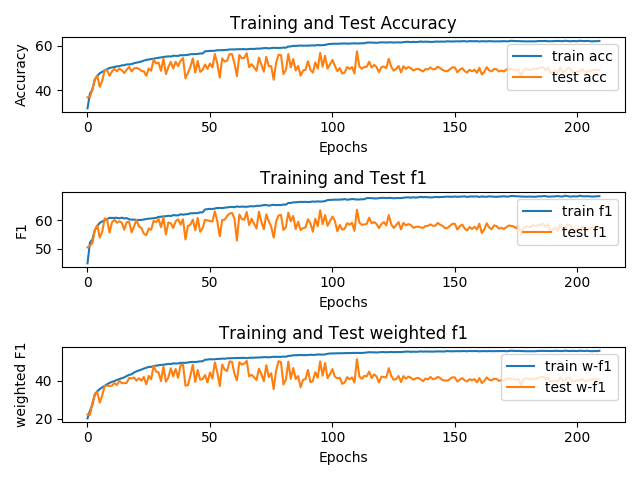 Training and Test Accuracy
Accuracy
60
40
train acc
test acc
0 50 100 150 200
Epochs
Training and Test f1
F1
60
50
train f1
test f1
0 50 100 150 200
Epochs
Training and Test weighted f1
weighted F1
40
20
train w-f1
test w-f1
0 50 100 150 200
Epochs